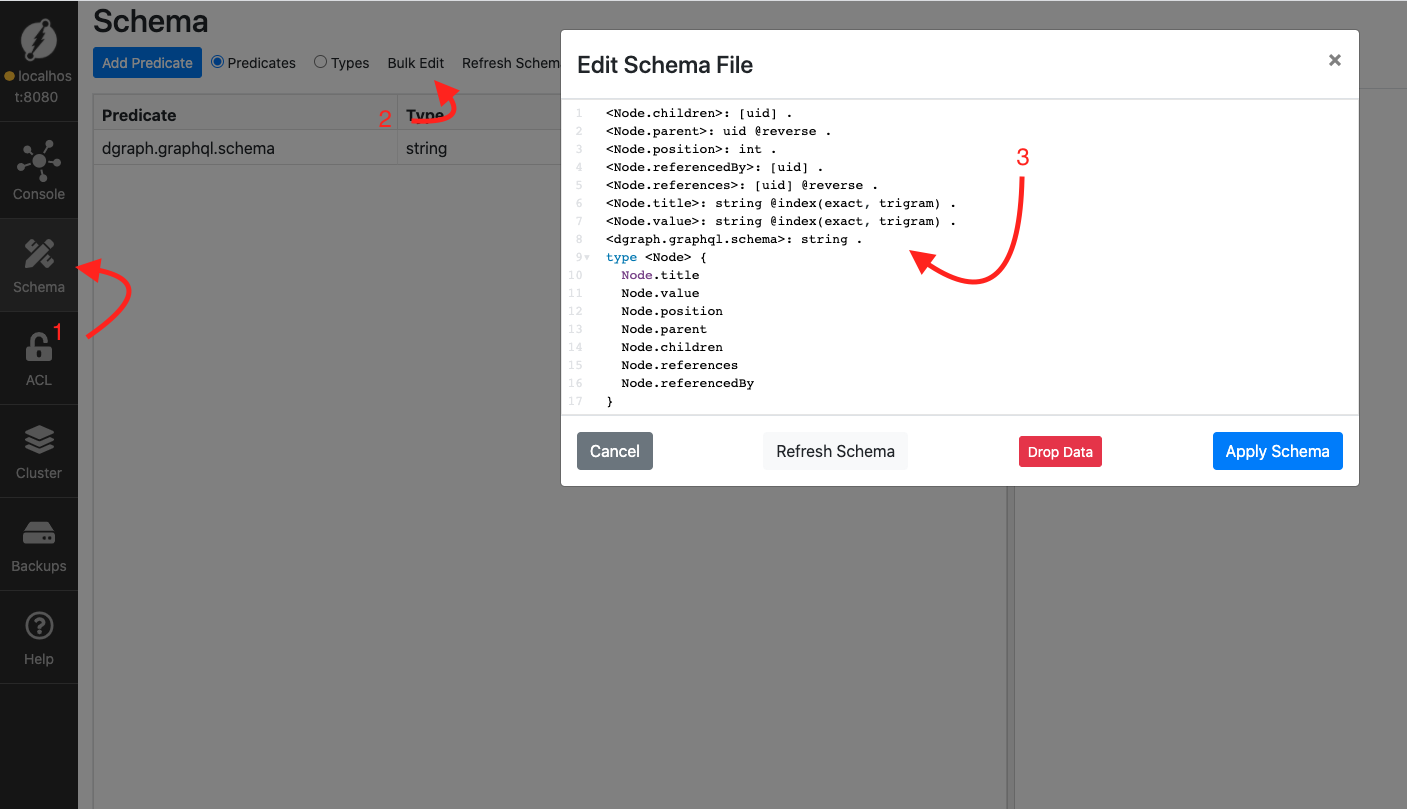 localhos
t:8080
Console
Schema
1
ACL
Cluster
Backups
Help
Schema
Add Predicate Predicates Types Bulk Edit Refresh Schem
2
Predicate Type
dgraph.graphql.schema string
Edit Schema File ×
1 <Node.children>: [uid] .
2 <Node.parent>: uid @reverse .
3 <Node.position>: int .
4 <Node.referencedBy>: [uid] .
5 <Node.references>: [uid] @reverse .
6 <Node.title>: string @index(exact, trigram) .
7 <Node.value>: string @index(exact, trigram) .
8 <dgraph.graphql.schema>: string .
9 type <Node> {
10 Node.title
11 Node.value
12 Node.position
13 Node.parent
14 Node.children
15 Node.references
16 Node.referencedBy
17 }
3
Cancel Refresh Schema Drop Data Apply Schema